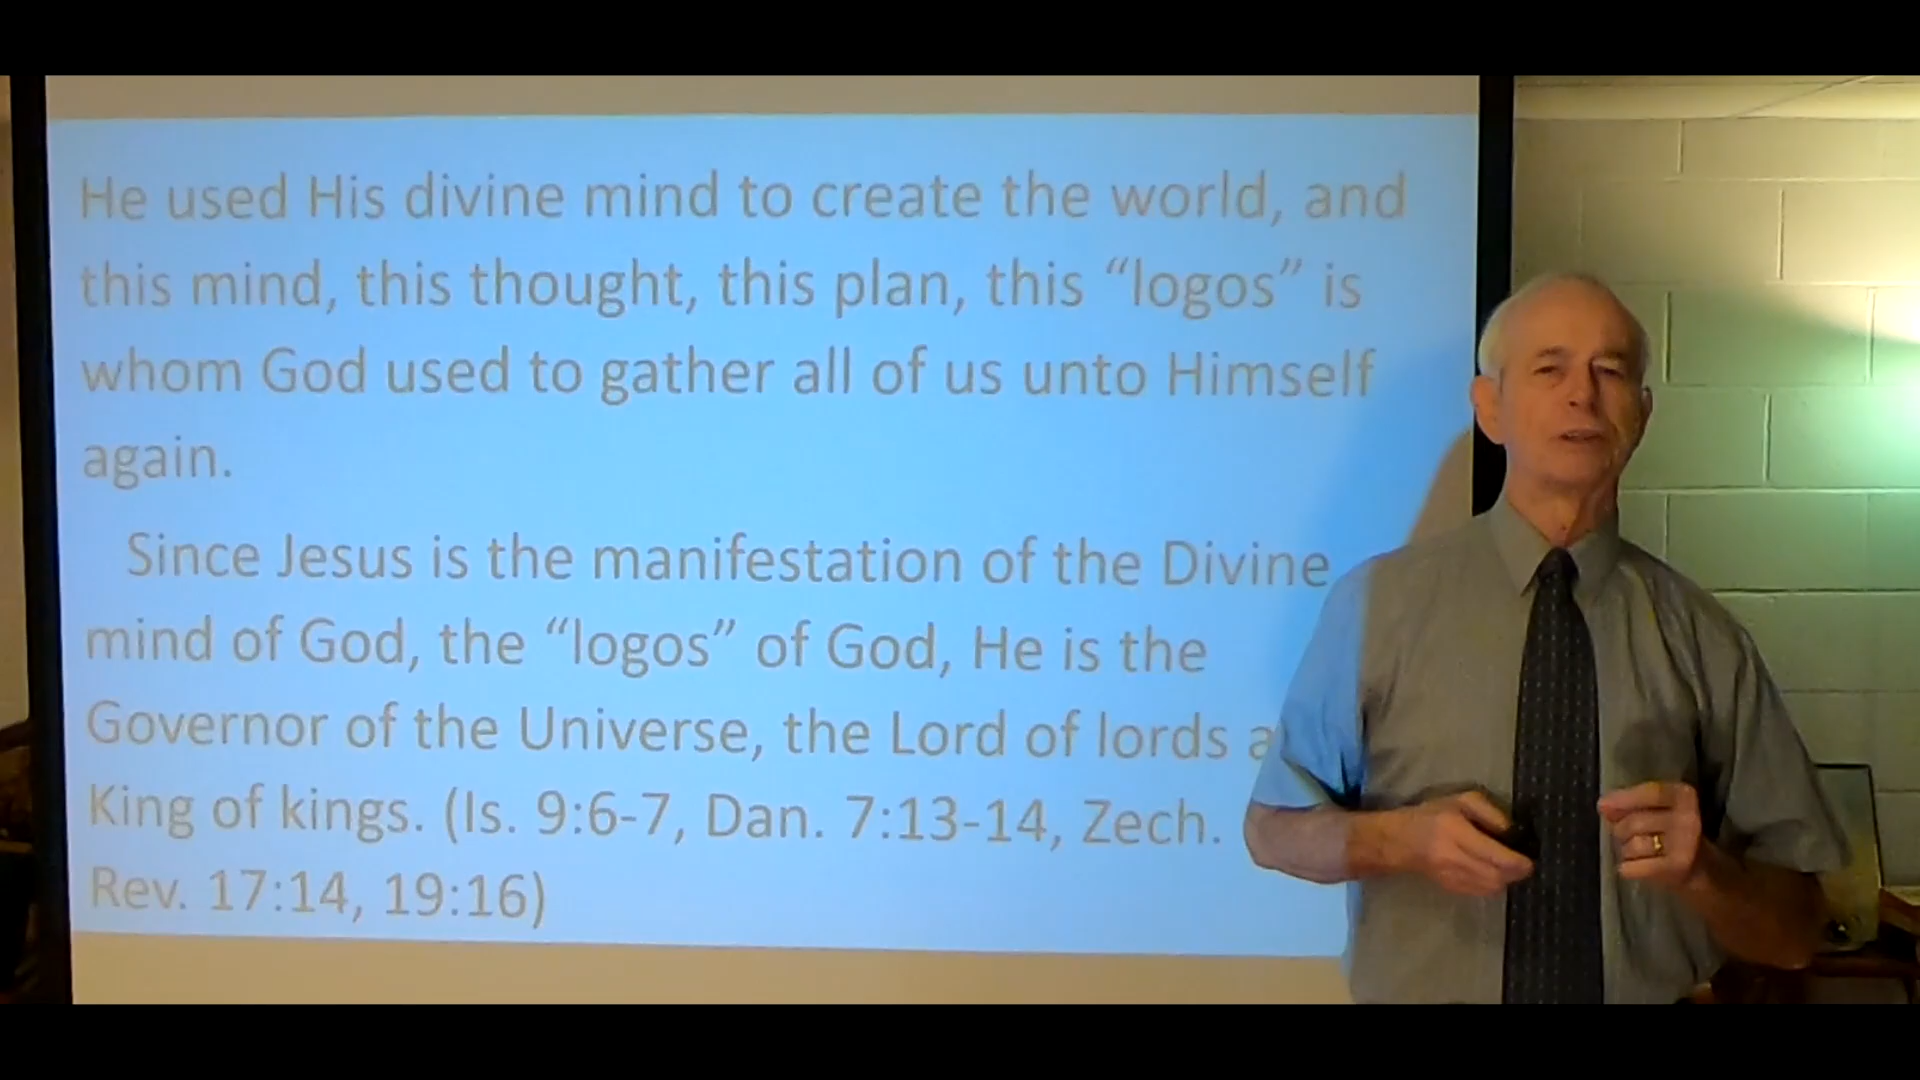 He used His divine mind to create the world, and
this mind, this thought, this plan, this “logos” is
whom God used to gather all of us unto Himself
again.
Since Jesus is the manifestation of the Divine
mind of God, the “logos” of God, He is the
Governor of the Universe, the Lord of lords
King of kings. (Is. 9:6-7, Dan. 7:13-14, Zech.
Rev. 17:14, 19:16)